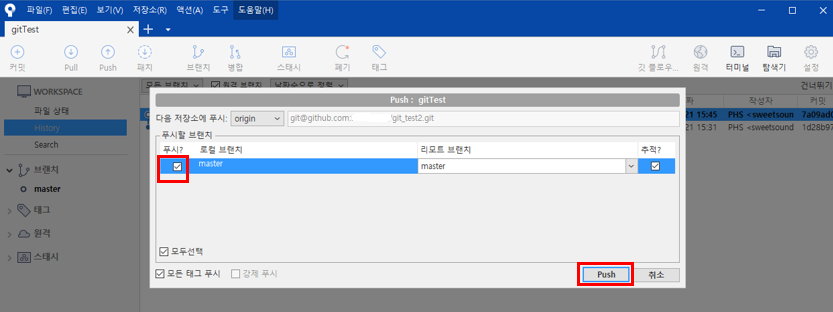 파일(F) 편집(E) 보기(V) 저장소(R) 액션(A) 도구 도움말(H)
gitTest
커밋 Pull Push 패치 브랜치 병합 스태시 폐기 태그 깃 플로우... 원격 터미널 탐색기 설정
모든 브랜치 원격 브랜치 날짜순으로 정렬 건너뛰기
WORKSPACE
파일 상태
History
Search
브랜치
master
태그
원격
스태시
Push : gitTest
다음 저장소에 푸시: origin git@github.com:. /git_test2.git
푸시할 브랜치
푸시? 로컬 브랜치 리모트 브랜치 추적?
master master
모두선택
모든 태그 푸시 강제 푸시 Push 취소
작성자 커밋
21 15:45 PHS <sweetsoun 7a09ad
21 15:31 PHS <sweetsound 1d28b97